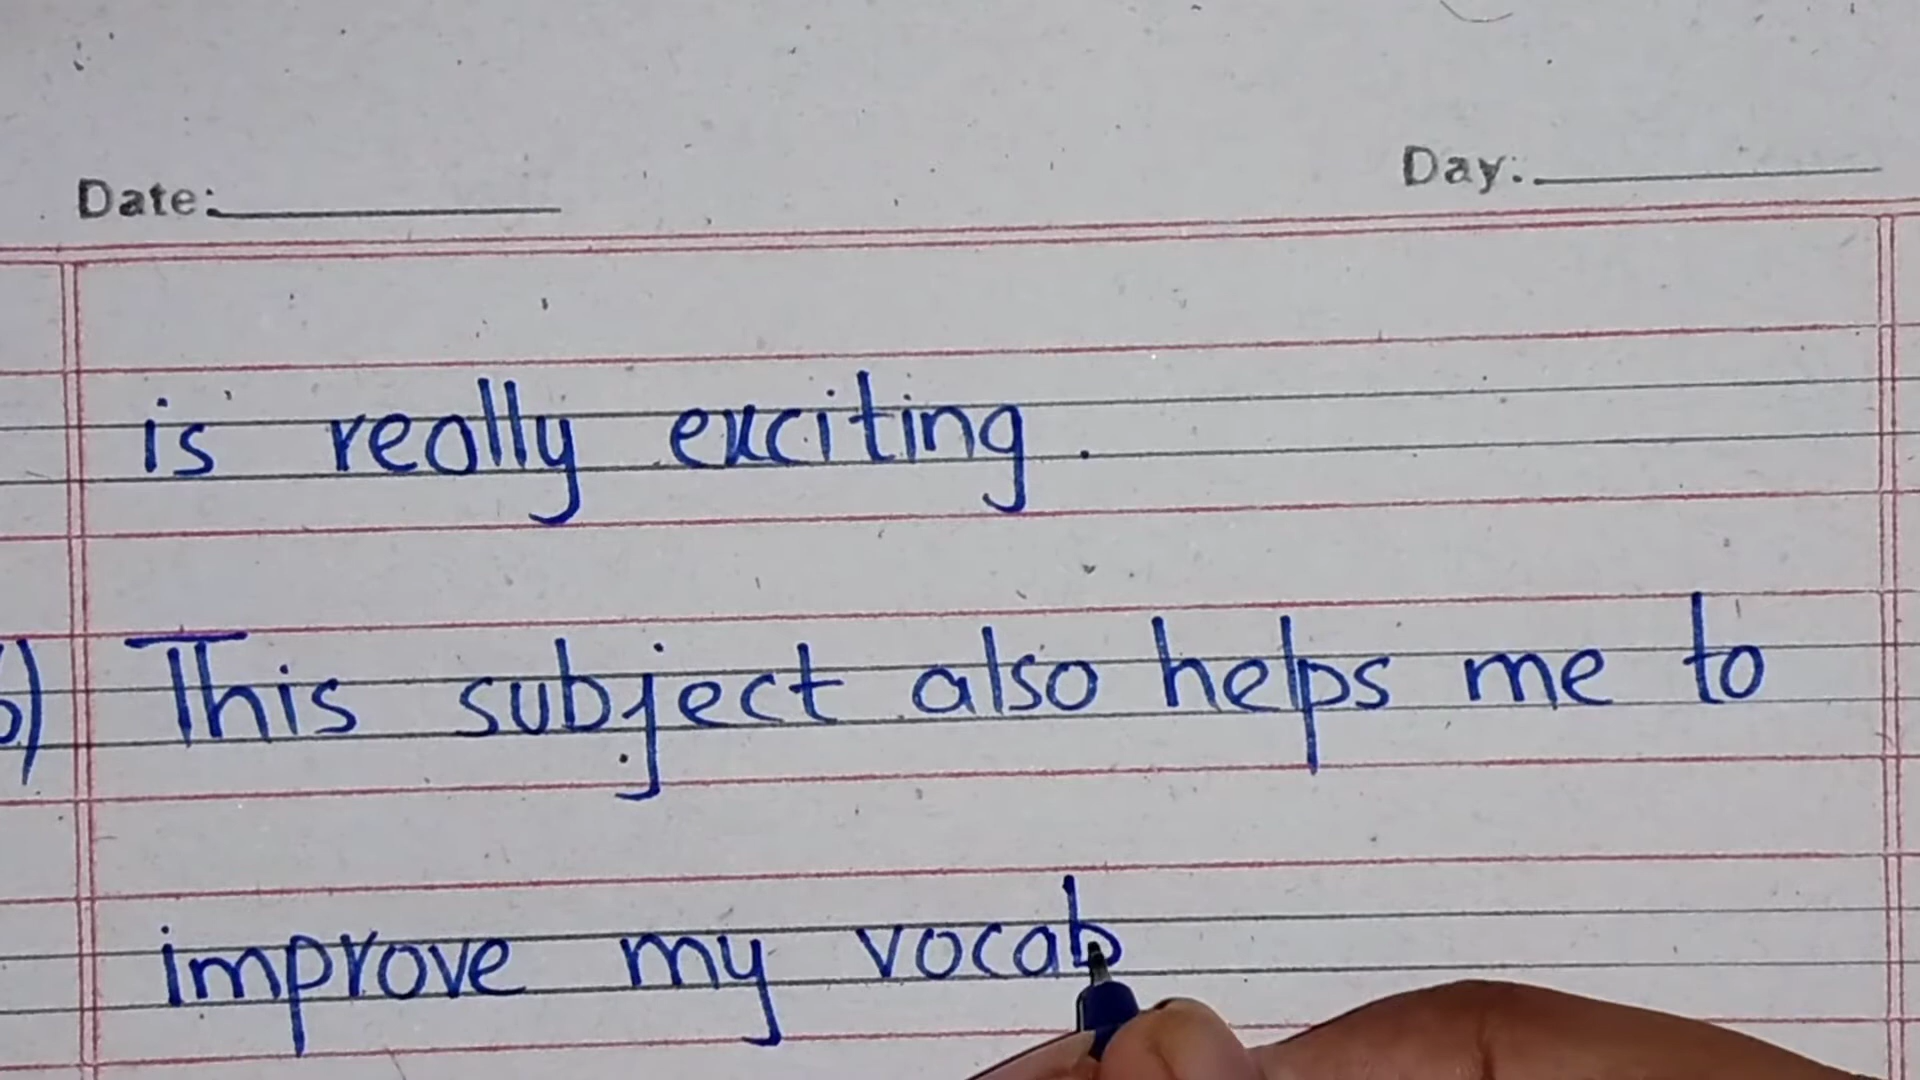 Date: Day:
is really exciting.
) This subject also helps me to
improve my vocab